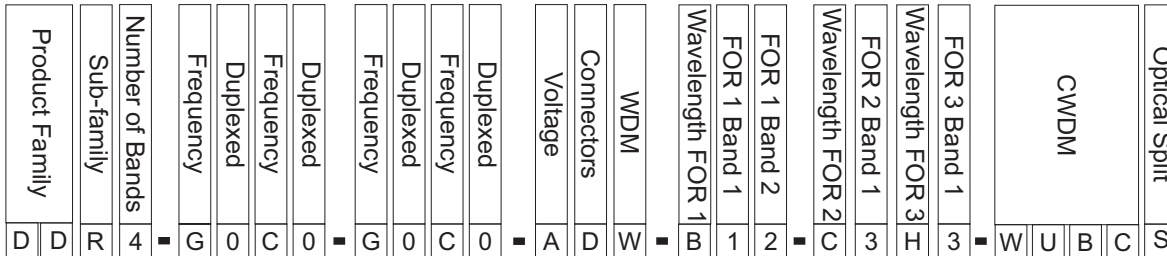 Product Family
Sub-family
Number of Bands
Frequency
Duplexed
Frequency
Duplexed
Frequency
Duplexed
Frequency
Duplexed
Voltage
Connectors
WDM
Wavelength FOR 1
FOR 1 Band 1
FOR 1 Band 2
Wavelength FOR 2
FOR 2 Band 1
Wavelength FOR 3
FOR 3 Band 1
CWDM
Optical Split
D D R 4 - G 0 C 0 - G 0 C 0 - A D W - B 1 2 - C 3 H 3 - W U B C S